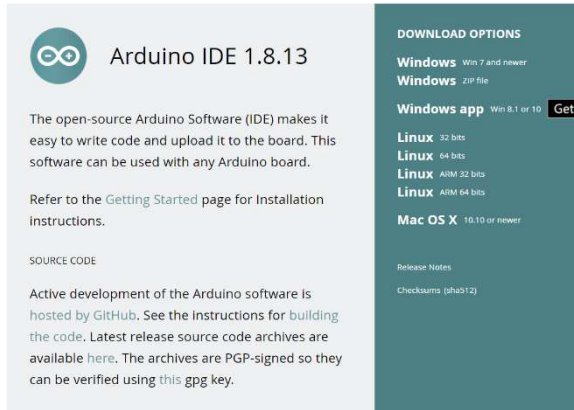 Arduino IDE 1.8.13
The open-source Arduino Software (IDE) makes it
easy to write code and upload it to the board. This
software can be used with any Arduino board.
Refer to the Getting Started page for Installation
instructions.
SOURCE CODE
Active development of the Arduino software is
hosted by GitHub. See the instructions for building
the code. Latest release source code archives are
available here. The archives are PGP-signed so they
can be verified using this gpg key.
DOWNLOAD OPTIONS
Windows Win 7 and newer
Windows ZIP file
Windows app Win 8.1 or 10 Get
Linux 32 bits
Linux 64 bits
Linux ARM 32 bits
Linux ARM 64 bits
Mac OS X 10.10 or newer
Release Notes
Checksums (sha512)